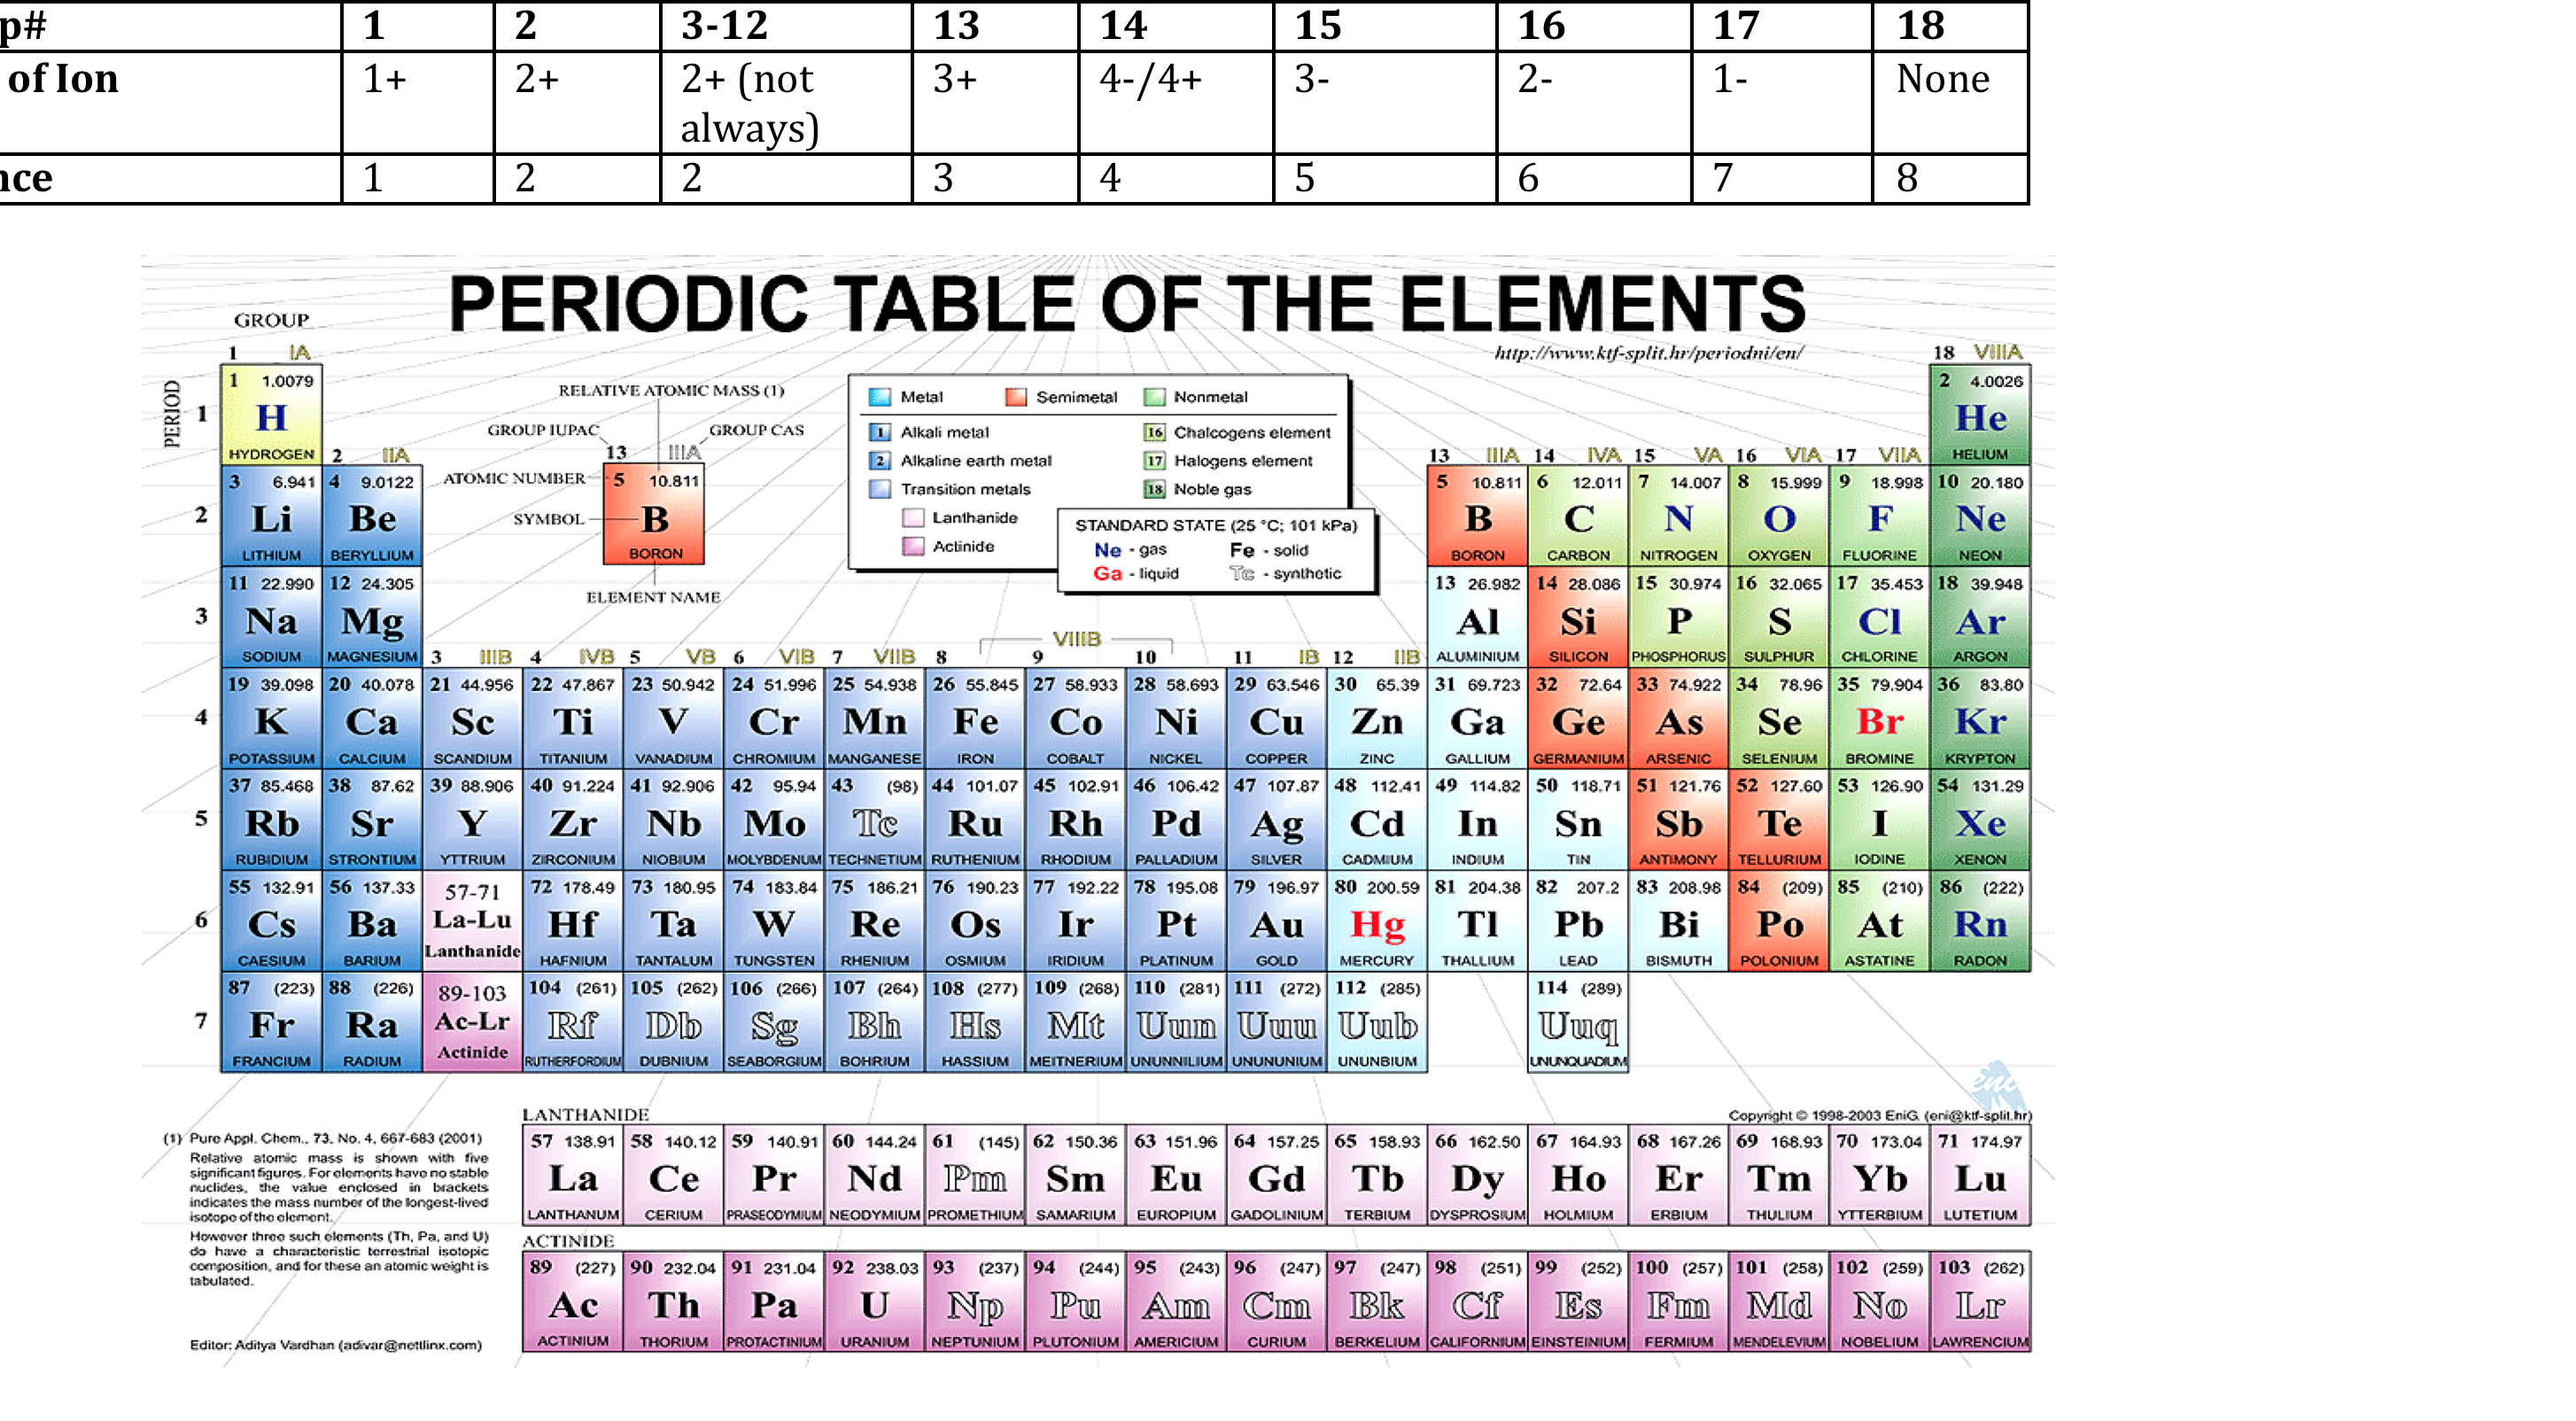 p# 1 2 3-12 13 14 15 16 17 18
of Ion 1+ 2+ 2+ (not 3+ 4-/4+ 3- 2- 1- None
always)
nce 1 2 2 3 4 5 6 7 8
PERIODIC TABLE OF THE ELEMENTS
GROUP
http://www.ktf-split.hr/periodni/en/
1 IA
18 VIIIA
PERIOD
RELATIVE ATOMIC MASS (1)
GROUP IUPAC
GROUP CAS
13 IIIA
ATOMIC NUMBER
5 10.811
SYMBOL
B
BORON
ELEMENT NAME
Metal Semimetal Nonmetal
1 Alkali metal 16 Chalcogens element
2 Alkaline earth metal 17 Halogens element
Transition metals 18 Noble gas
Lanthanide
Actinide
STANDARD STATE (25 °C; 101 kPa)
Ne - gas Fe - solid
Ga - liquid Tc - synthetic
1 1.0079 2 4.0026
1 H He
HYDROGEN HELIUM
2 IIA 13 IIIA 14 IVA 15 VA 16 VIA 17 VIIA
3 6.941 4 9.0122 5 10.811 6 12.011 7 14.007 8 15.999 9 18.998 10 20.180
2 Li Be B C N O F Ne
LITHIUM BERYLLIUM BORON CARBON NITROGEN OXYGEN FLUORINE NEON
11 22.990 12 24.305 13 26.982 14 28.086 15 30.974 16 32.065 17 35.453 18 39.948
3 Na Mg Al Si P S Cl Ar
SODIUM MAGNESIUM ALUMINIUM SILICON PHOSPHORUS SULPHUR CHLORINE ARGON
VIIIB
3 IIIB 4 IVB 5 VB 6 VIB 7 VIIB 8 9 10 11 IB 12 IIB
19 39.098 20 40.078 21 44.956 22 47.867 23 50.942 24 51.996 25 54.938 26 55.845 27 58.933 28 58.693 29 63.546 30 65.39 31 69.723 32 72.64 33 74.922 34 78.96 35 79.904 36 83.80
4 K Ca Sc Ti V Cr Mn Fe Co Ni Cu Zn Ga Ge As Se Br Kr
POTASSIUM CALCIUM SCANDIUM TITANIUM VANADIUM CHROMIUM MANGANESE IRON COBALT NICKEL COPPER ZINC GALLIUM GERMANIUM ARSENIC SELENIUM BROMINE KRYPTON
37 85.468 38 87.62 39 88.906 40 91.224 41 92.906 42 95.94 43 (98) 44 101.07 45 102.91 46 106.42 47 107.87 48 112.41 49 114.82 50 118.71 51 121.76 52 127.60 53 126.90 54 131.29
5 Rb Sr Y Zr Nb Mo Tc Ru Rh Pd Ag Cd In Sn Sb Te I Xe
RUBIDIUM STRONTIUM YTTRIUM ZIRCONIUM NIOBIUM MOLYBDENUM TECHNETIUM RUTHENIUM RHODIUM PALLADIUM SILVER CADMIUM INDIUM TIN ANTIMONY TELLURIUM IODINE XENON
55 132.91 56 137.33 57-71 72 178.49 73 180.95 74 183.84 75 186.21 76 190.23 77 192.22 78 195.08 79 196.97 80 200.59 81 204.38 82 207.2 83 208.98 84 (209) 85 (210) 86 (222)
6 Cs Ba La-Lu Hf Ta W Re Os Ir Pt Au Hg Tl Pb Bi Po At Rn
CAESIUM BARIUM Lanthanide HAFNIUM TANTALUM TUNGSTEN RHENIUM OSMIUM IRIDIUM PLATINUM GOLD MERCURY THALLIUM LEAD BISMUTH POLONIUM ASTATINE RADON
87 (223) 88 (226) 89-103 104 (261) 105 (262) 106 (266) 107 (264) 108 (277) 109 (268) 110 (281) 111 (272) 112 (285) 114 (289)
7 Fr Ra Ac-Lr Rf Db Sg Bh Hs Mt Uun Uuu Uub Uuq
FRANCIUM RADIUM Actinide RUTHERFORDIUM DUBNIUM SEABORGIUM BOHRIUM HASSIUM MEITNERIUM UNUNNILIUM UNUNUNIUM UNUNBIUM UNUNQUADIUM
Copyright © 1998-2003 EniG. (eni@ktf-split.hr)
LANTHANIDE
57 138.91 58 140.12 59 140.91 60 144.24 61 (145) 62 150.36 63 151.96 64 157.25 65 158.93 66 162.50 67 164.93 68 167.26 69 168.93 70 173.04 71 174.97
La Ce Pr Nd Pm Sm Eu Gd Tb Dy Ho Er Tm Yb Lu
LANTHANUM CERIUM PRASEODYMIUM NEODYMIUM PROMETHIUM SAMARIUM EUROPIUM GADOLINIUM TERBIUM DYSPROSIUM HOLMIUM ERBIUM THULIUM YTTERBIUM LUTETIUM
ACTINIDE
89 (227) 90 232.04 91 231.04 92 238.03 93 (237) 94 (244) 95 (243) 96 (247) 97 (247) 98 (251) 99 (252) 100 (257) 101 (258) 102 (259) 103 (262)
Ac Th Pa U Np Pu Am Cm Bk Cf Es Fm Md No Lr
ACTINIUM THORIUM PROTACTINIUM URANIUM NEPTUNIUM PLUTONIUM AMERICIUM CURIUM BERKELIUM CALIFORNIUM EINSTEINIUM FERMIUM MENDELEVIUM NOBELIUM LAWRENCIUM
(1) Pure Appl. Chem., 73, No. 4, 667-683 (2001)
Relative atomic mass is shown with five
significant figures. For elements have no stable
nuclides, the value enclosed in brackets
indicates the mass number of the longest-lived
isotope of the element.
However three such elements (Th, Pa, and U)
do have a characteristic terrestrial isotopic
composition, and for these an atomic weight is
tabulated.
Editor: Aditya Vardhan (adivar@nettlinx.com)